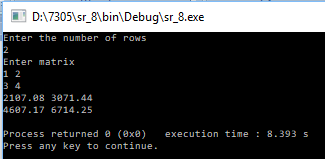 D:\7305\sr_8\bin\Debug\sr_8.exe
Enter the number of rows
2
Enter matrix
1 2
3 4
2107.08 3071.44
4607.17 6714.25
Process returned 0 (0x0)   execution time : 8.393 s
Press any key to continue.